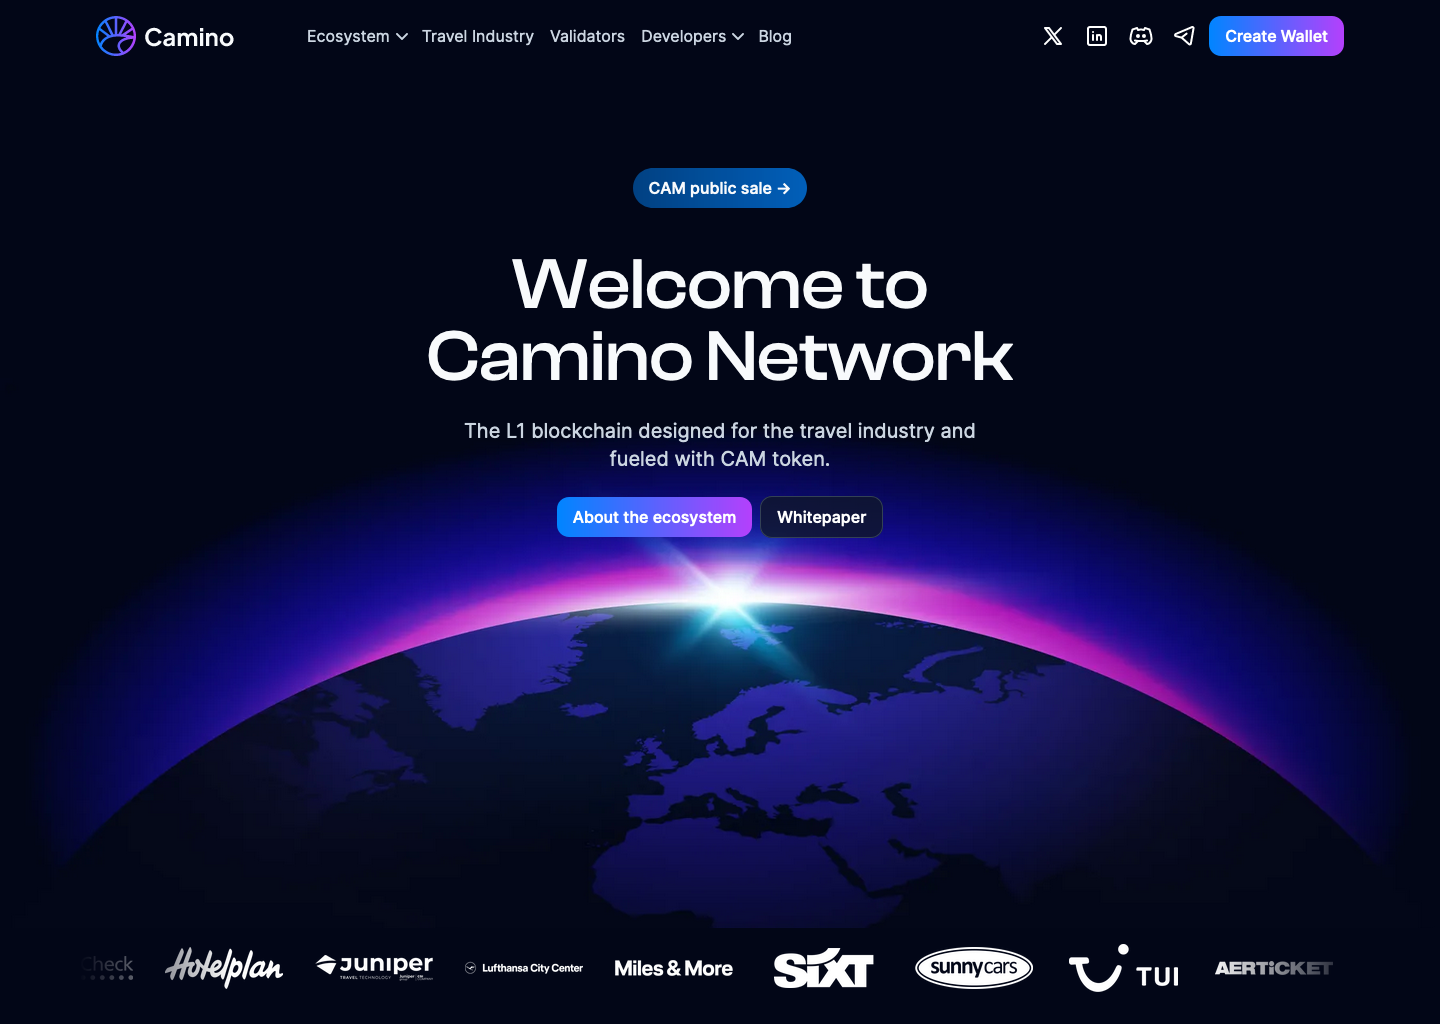 Camino
Ecosystem
Travel Industry
Validators
Developers
Blog
Create Wallet
CAM public sale →
Welcome to
Camino Network
The L1 blockchain designed for the travel industry and
fueled with CAM token.
About the ecosystem
Whitepaper
Check
Hotelplan
Juniper
TRAVEL TECHNOLOGY
Lufthansa City Center
Miles & More
SIXT
sunnycars
TUI
AERTiCKET